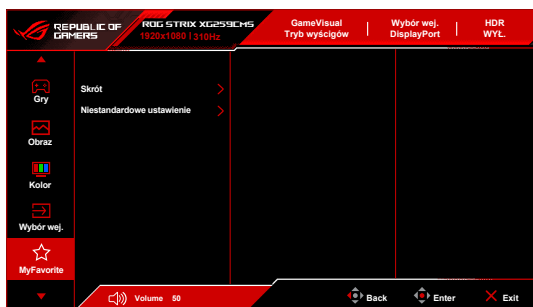 REPUBLIC OF
GAMERS
ROG STRIX XG259CMS
1920x1080 | 310Hz
GameVisual
Tryb wyścigów
Wybór wej.
DisplayPort
HDR
WYŁ.
Gry
Obraz
Kolor
Wybór wej.
MyFavorite
Skrót
Niestandardowe ustawienie
Volume 50
Back
Enter
Exit